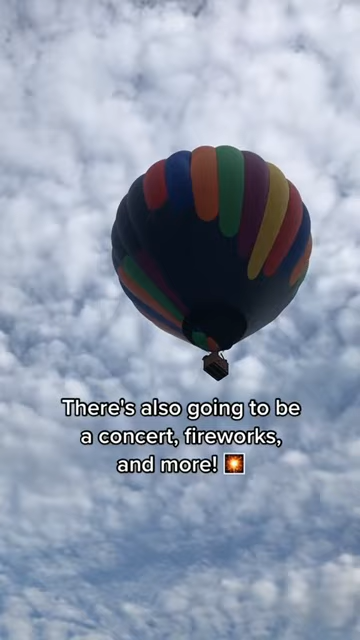 There's also going to be
a concert, fireworks,
and more! 💥